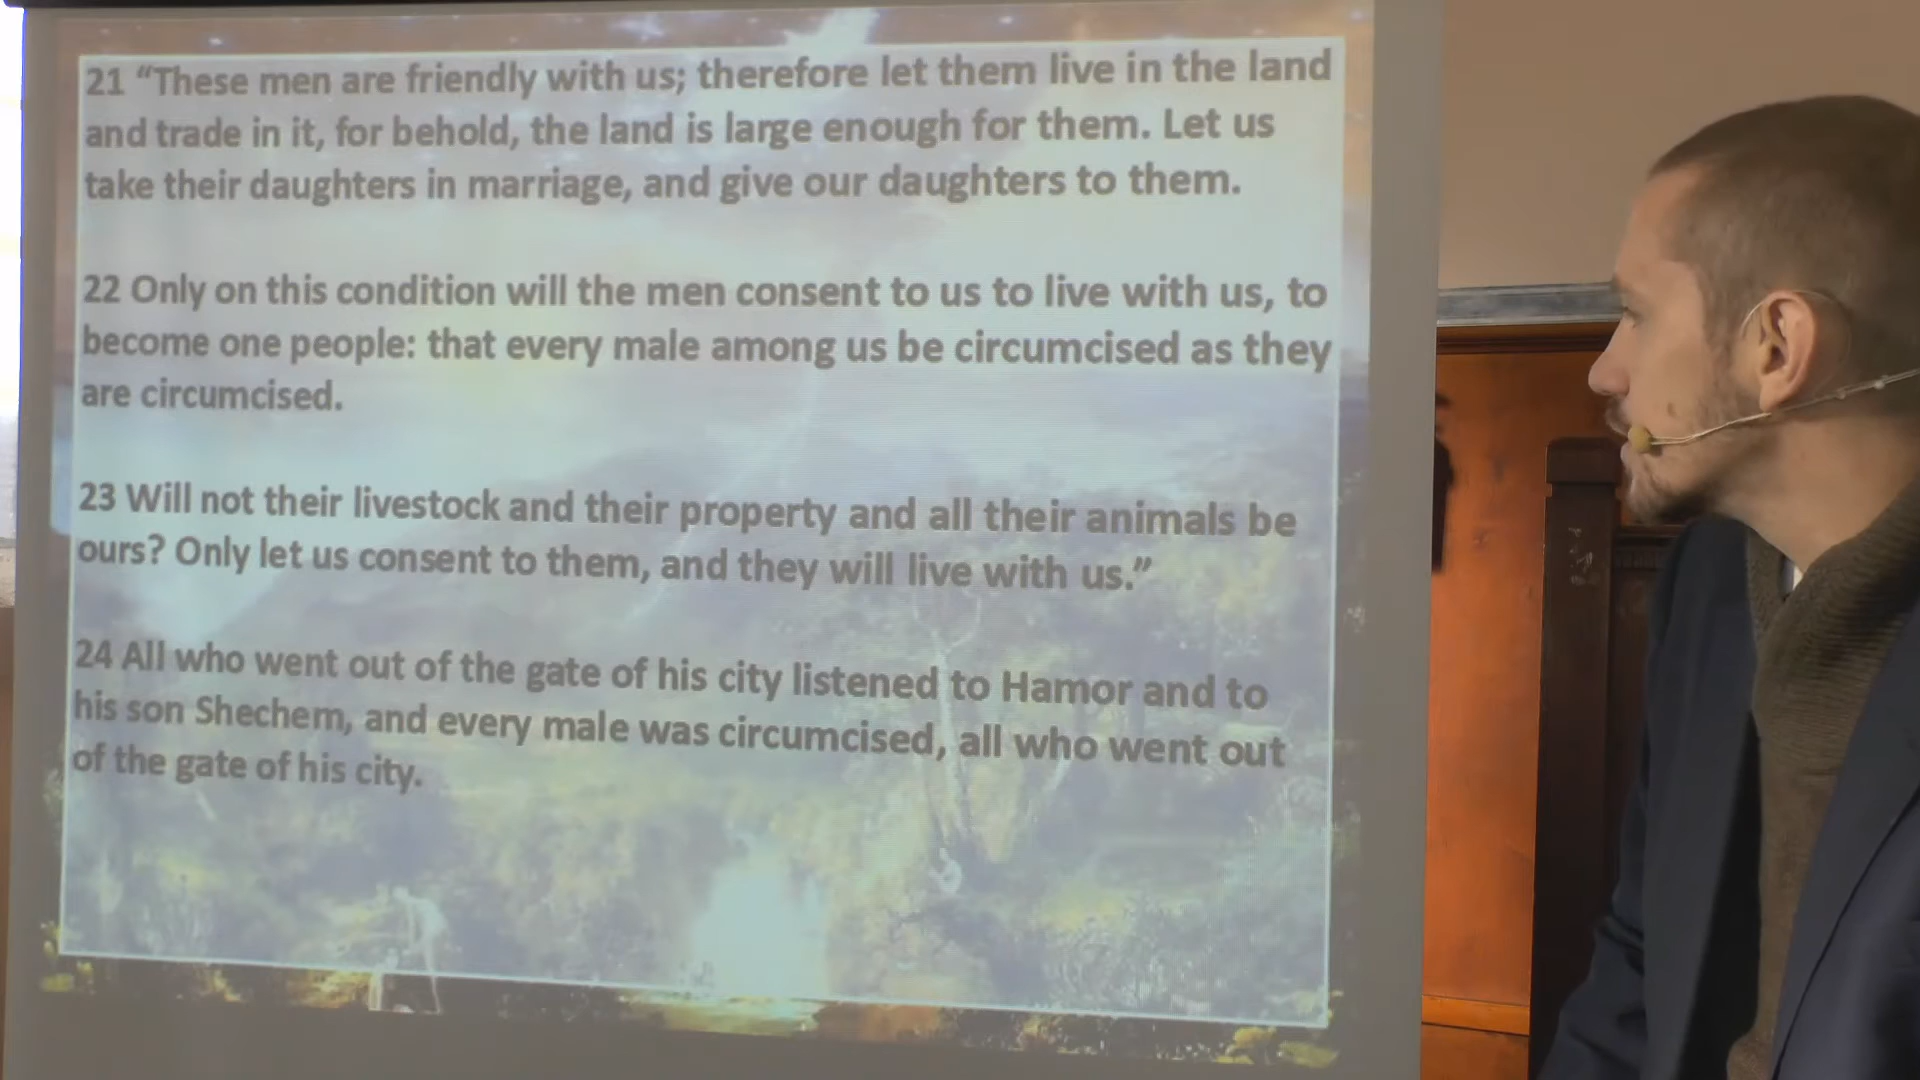 21 “These men are friendly with us; therefore let them live in the land
and trade in it, for behold, the land is large enough for them. Let us
take their daughters in marriage, and give our daughters to them.
22 Only on this condition will the men consent to us to live with us, to
become one people: that every male among us be circumcised as they
are circumcised.
23 Will not their livestock and their property and all their animals be
ours? Only let us consent to them, and they will live with us.”
24 All who went out of the gate of his city listened to Hamor and to
his son Shechem, and every male was circumcised, all who went out
of the gate of his city.